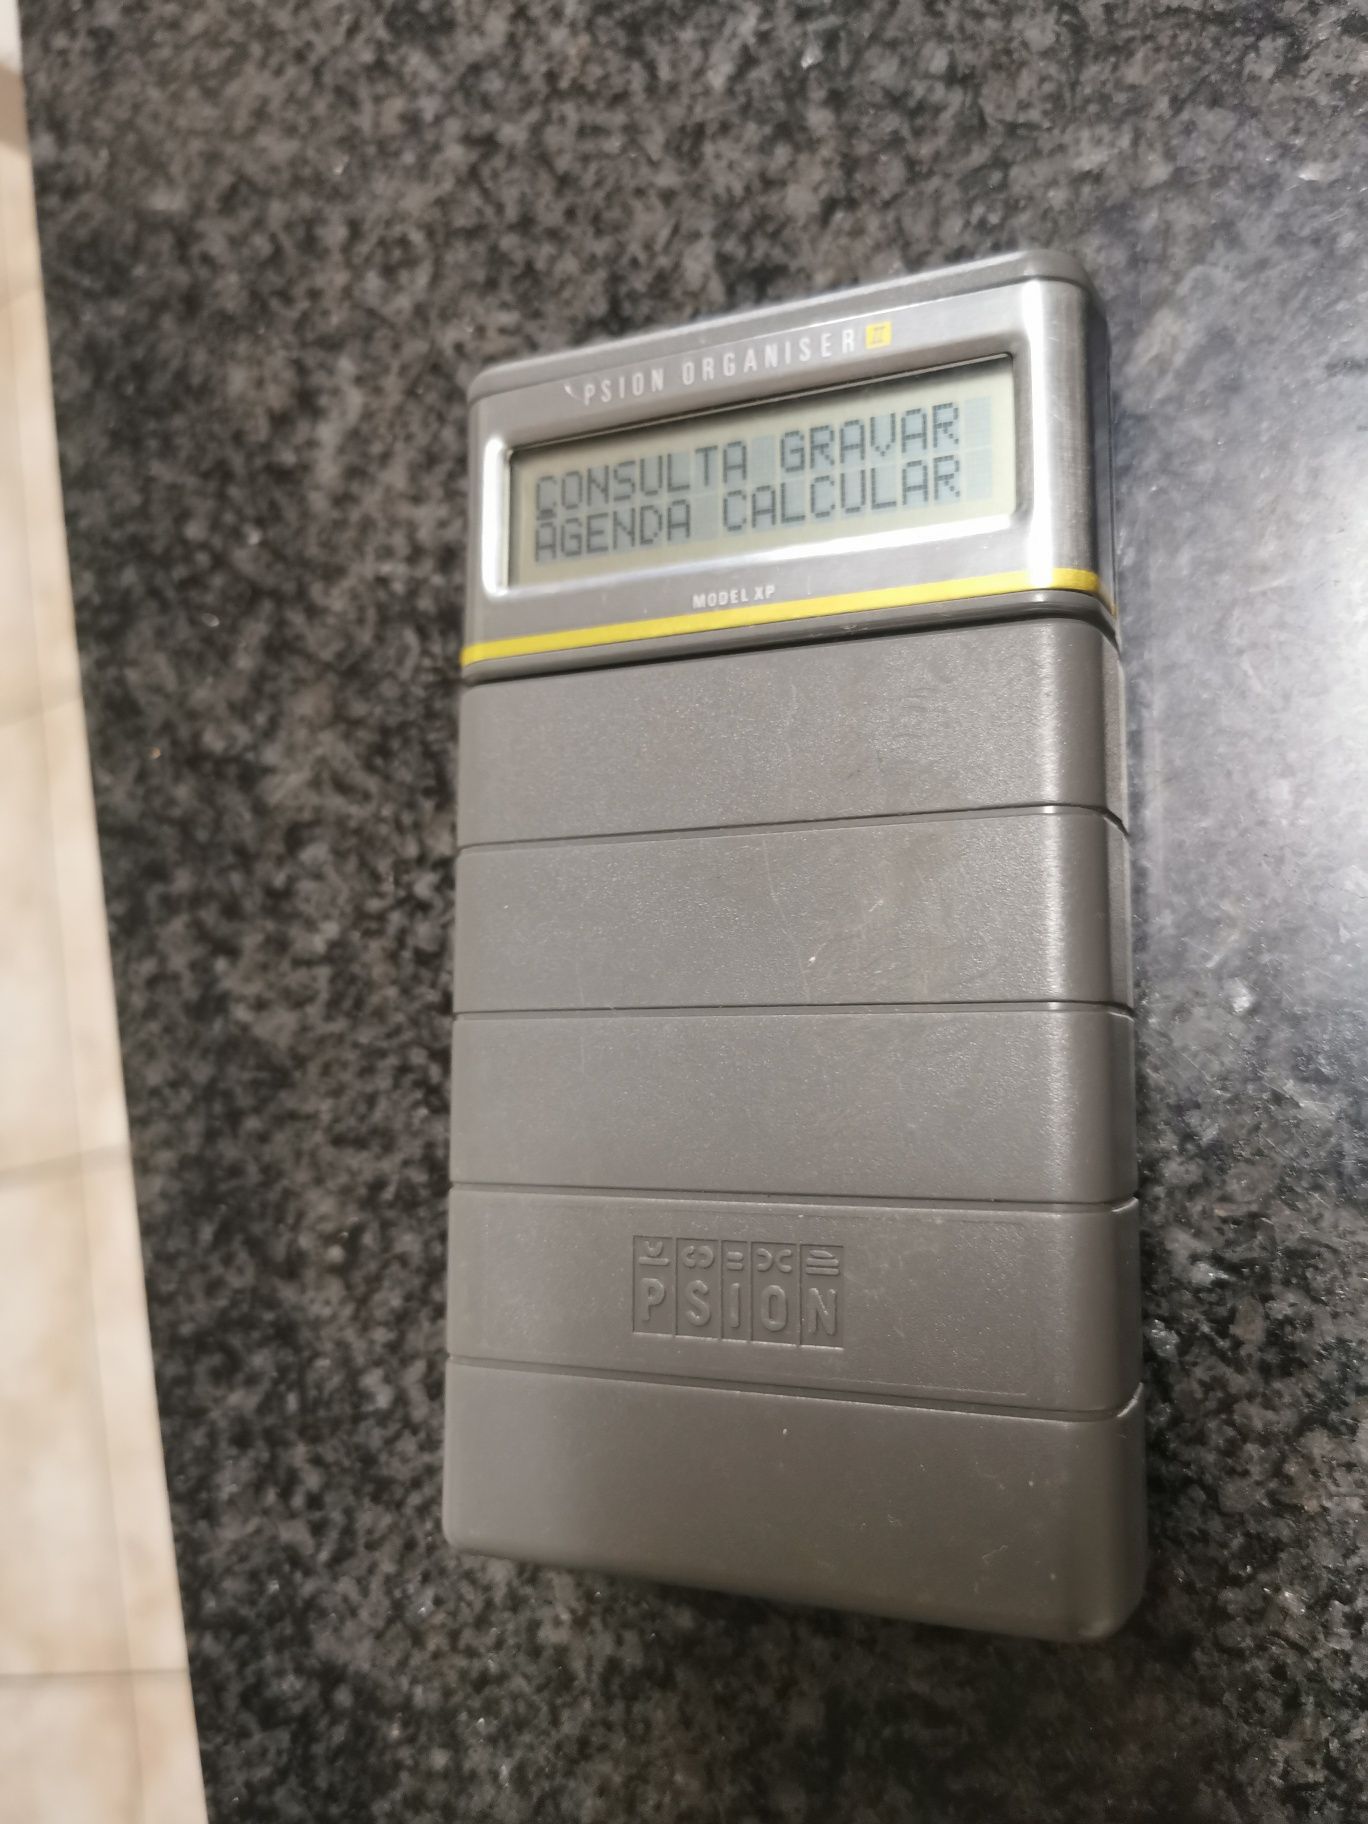 PSION ORGANISER II
CONSULTA GRAVAR
AGENDA CALCULAR
MODEL XP
PSION